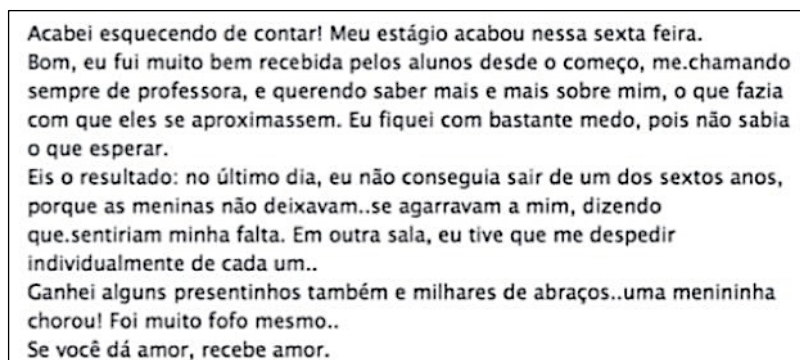 Acabei esquecendo de contar! Meu estágio acabou nessa sexta feira.
Bom, eu fui muito bem recebida pelos alunos desde o começo, me.chamando
sempre de professora, e querendo saber mais e mais sobre mim, o que fazia
com que eles se aproximassem. Eu fiquei com bastante medo, pois não sabia
o que esperar.
Eis o resultado: no último dia, eu não conseguia sair de um dos sextos anos,
porque as meninas não deixavam..se agarravam a mim, dizendo
que.sentiriam minha falta. Em outra sala, eu tive que me despedir
individualmente de cada um..
Ganhei alguns presentinhos também e milhares de abraços..uma menininha
chorou! Foi muito fofo mesmo..
Se você dá amor, recebe amor.